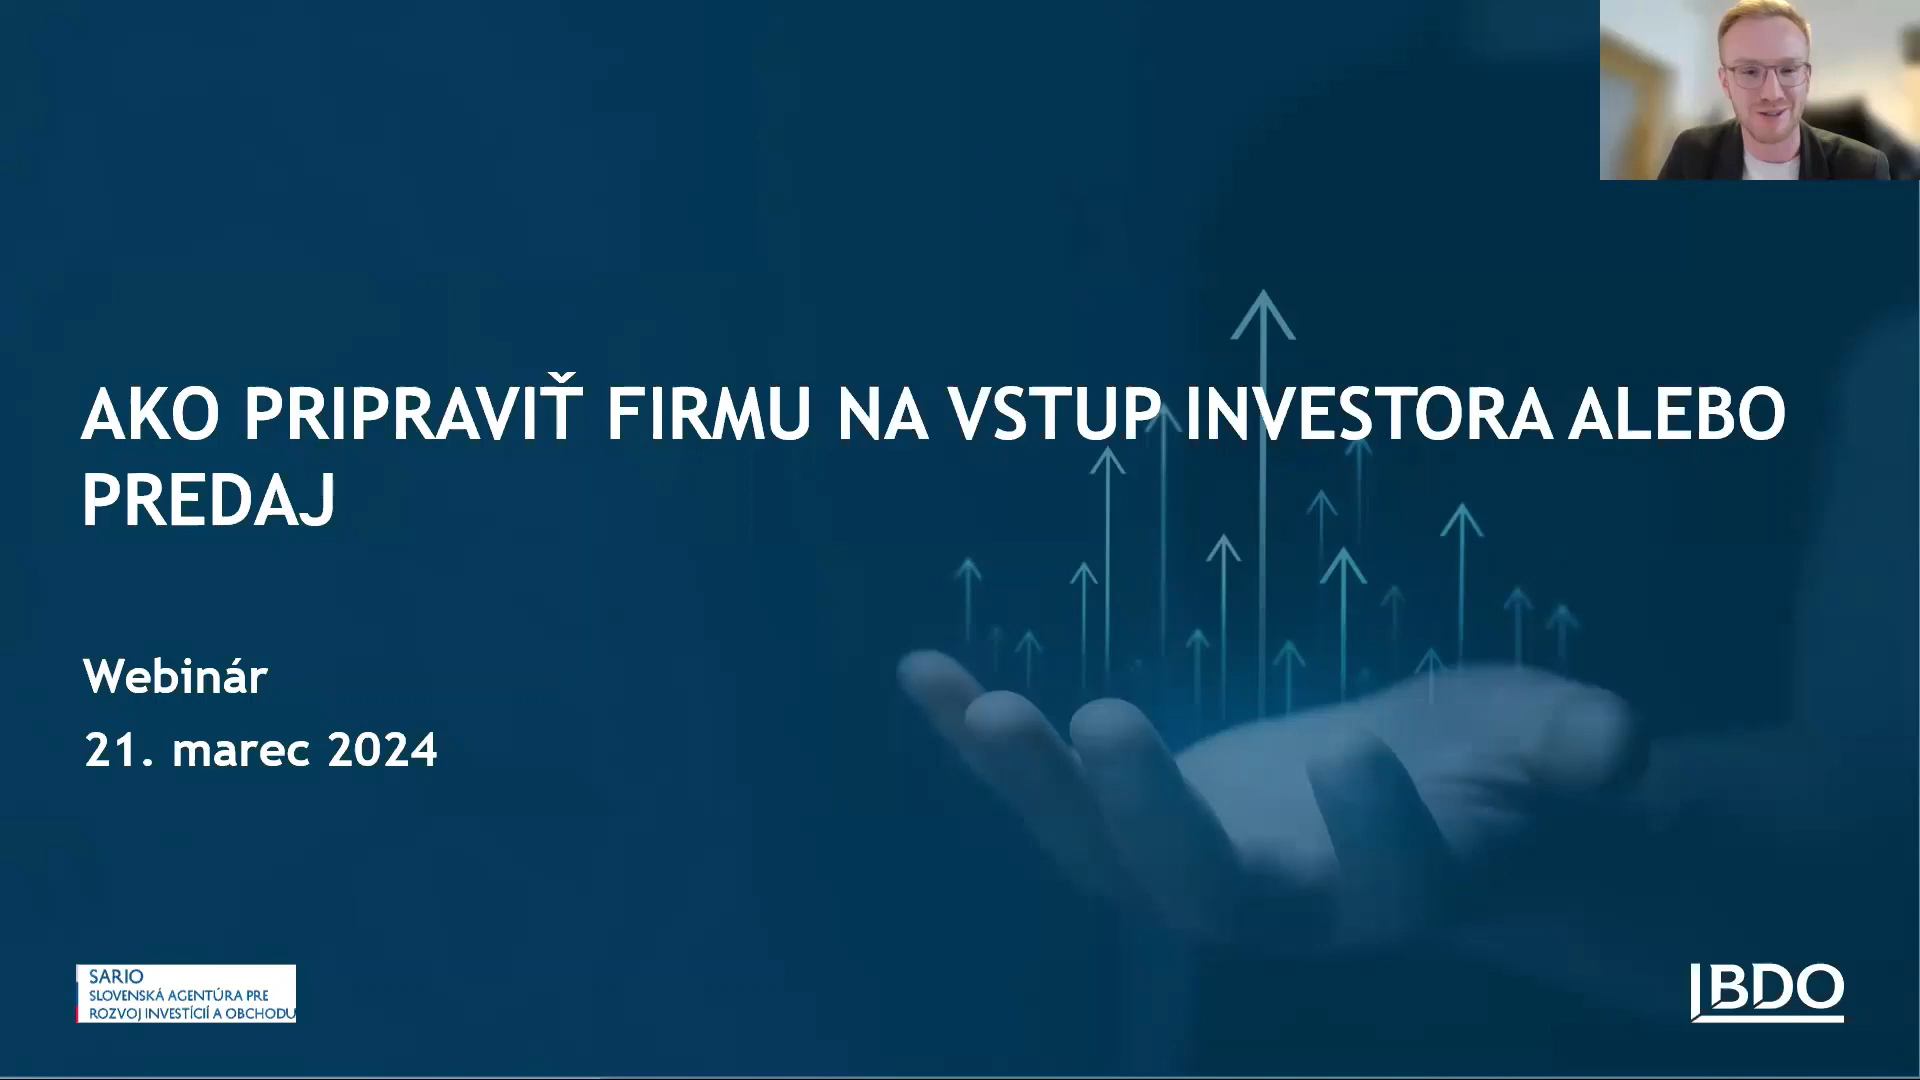 AKO PRIPRAVIŤ FIRMU NA VSTUP INVESTORA ALEBO
PREDAJ
Webinár
21. marec 2024
SARIO
SLOVENSKÁ AGENTÚRA PRE
ROZVOJ INVESTÍCIÍ A OBCHODU
BDO